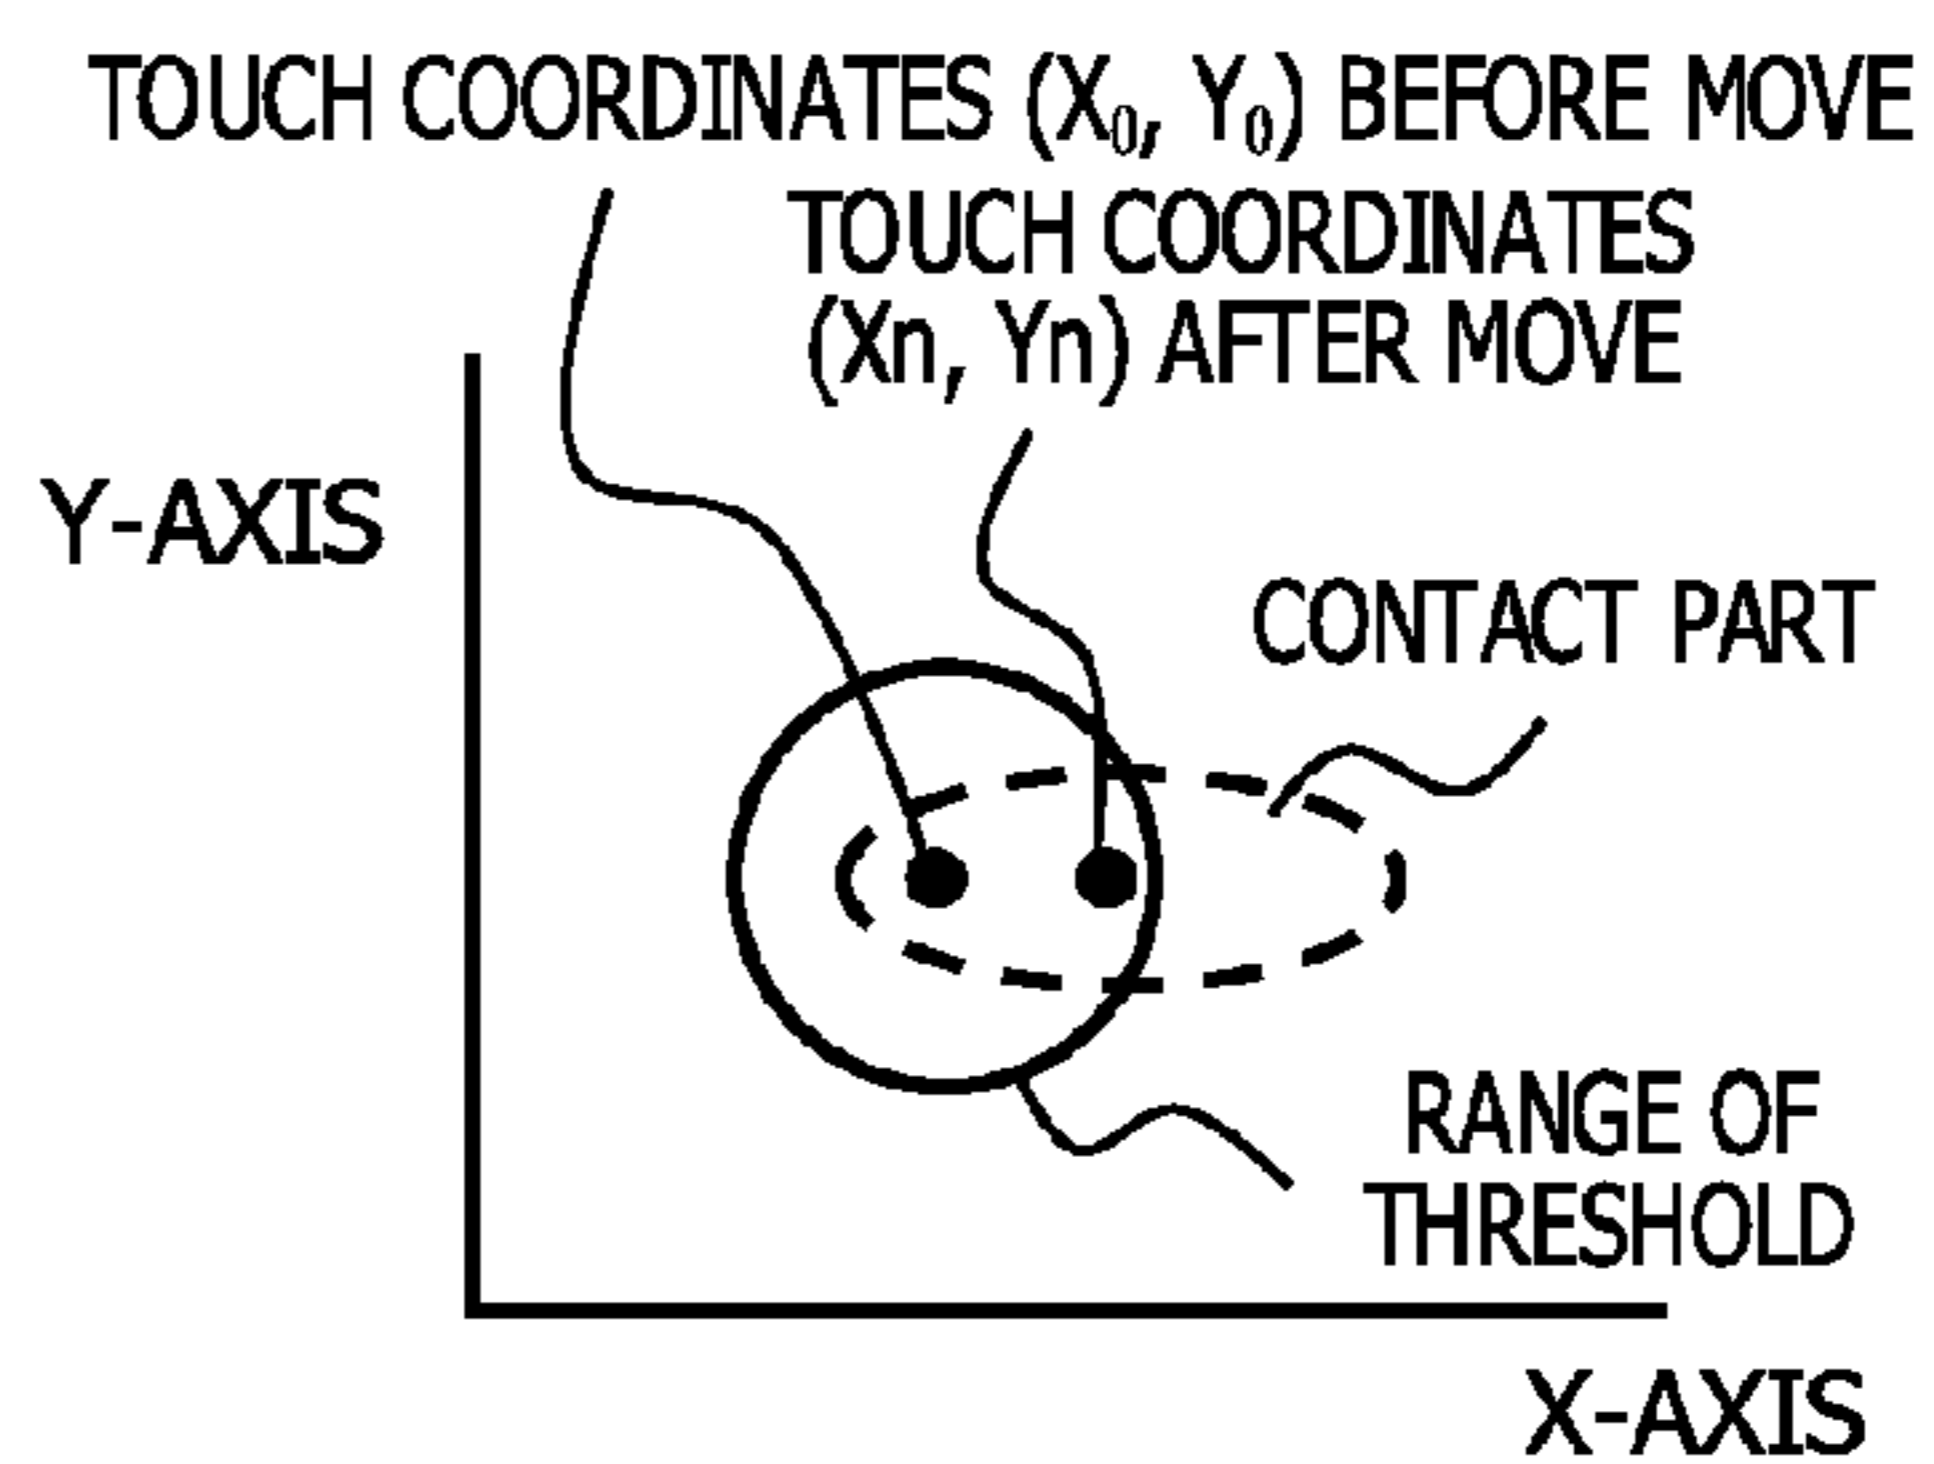 TOUCH COORDINATES (X₀, Y₀) BEFORE MOVE
TOUCH COORDINATES
(Xn, Yn) AFTER MOVE
Y-AXIS
CONTACT PART
RANGE OF
THRESHOLD
X-AXIS